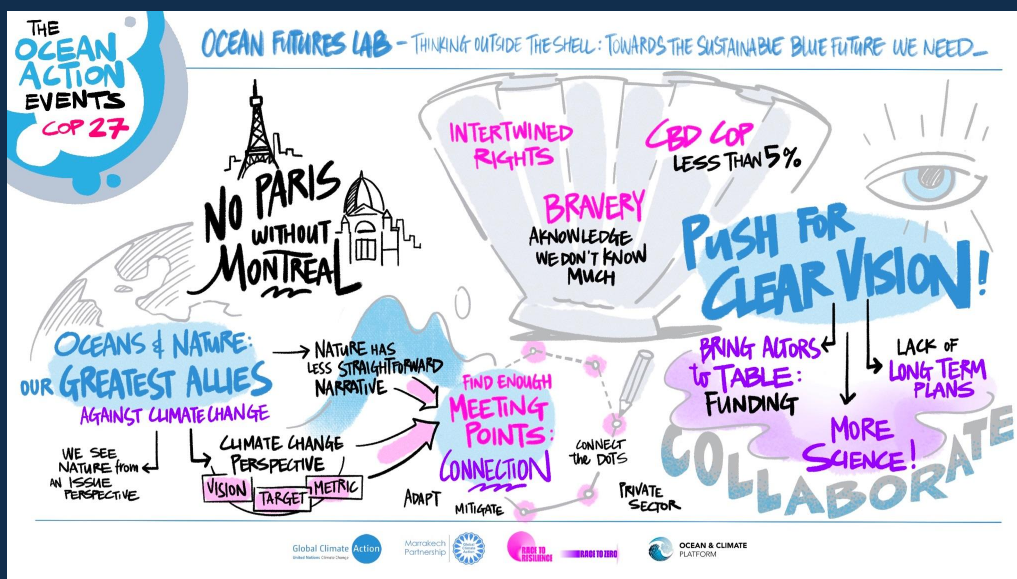 THE
OCEAN
ACTION
EVENTS
COP 27
OCEAN FUTURES LAB - THINKING OUTSIDE THE SHELL: TOWARDS THE SUSTAINABLE BLUE FUTURE WE NEED_
NO PARIS
WITHOUT
MONTREAL
INTERTWINED
RIGHTS
CBD COP
LESS THAN 5%
BRAVERY
AKNOWLEDGE
WE DON'T KNOW
MUCH
PUSH FOR
CLEAR VISION!
OCEANS & NATURE:
OUR GREATEST ALLIES
AGAINST CLIMATE CHANGE
WE SEE
NATURE from
AN ISSUE
PERSPECTIVE
NATURE HAS
LESS STRAIGHTFORWARD
NARRATIVE
CLIMATE CHANGE
PERSPECTIVE
VISION
TARGET
METRIC
FIND ENOUGH
MEETING
POINTS:
CONNECTION
ADAPT
MITIGATE
CONNECT
the DOTS
PRIVATE
SECTOR
BRING ACTORS
to TABLE:
FUNDING
MORE
SCIENCE!
LACK OF
LONG TERM
PLANS
COLLABORATE
Global Climate Action
United Nations Climate Change
Marrakech
Partnership
RACE TO
RESILIENCE
RACE TO ZERO
OCEAN & CLIMATE
PLATFORM